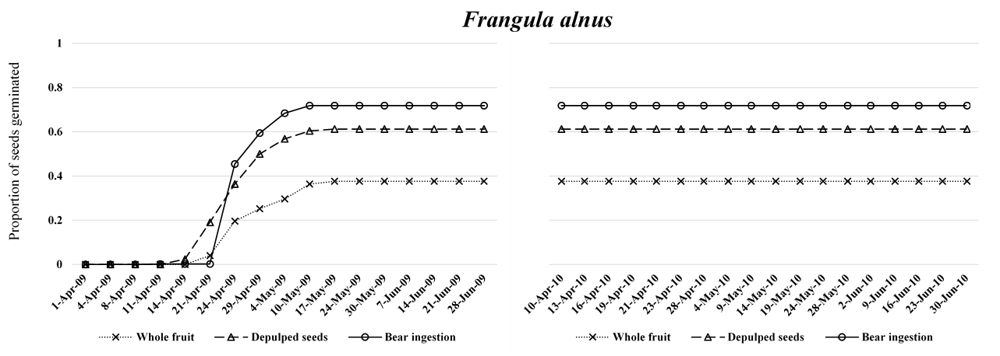 Frangula alnus
Proportion of seeds germinated
1
0.8
0.6
0.4
0.2
0
1-Apr-09
4-Apr-09
8-Apr-09
11-Apr-09
14-Apr-09
21-Apr-09
24-Apr-09
29-Apr-09
4-May-09
10-May-09
17-May-09
24-May-09
30-May-09
7-Jun-09
14-Jun-09
21-Jun-09
28-Jun-09
10-Apr-10
13-Apr-10
16-Apr-10
19-Apr-10
21-Apr-10
23-Apr-10
28-Apr-10
4-May-10
9-May-10
14-May-10
19-May-10
24-May-10
28-May-10
2-Jun-10
9-Jun-10
16-Jun-10
23-Jun-10
30-Jun-10
Whole fruit Depulped seeds Bear ingestion
Whole fruit Depulped seeds Bear ingestion